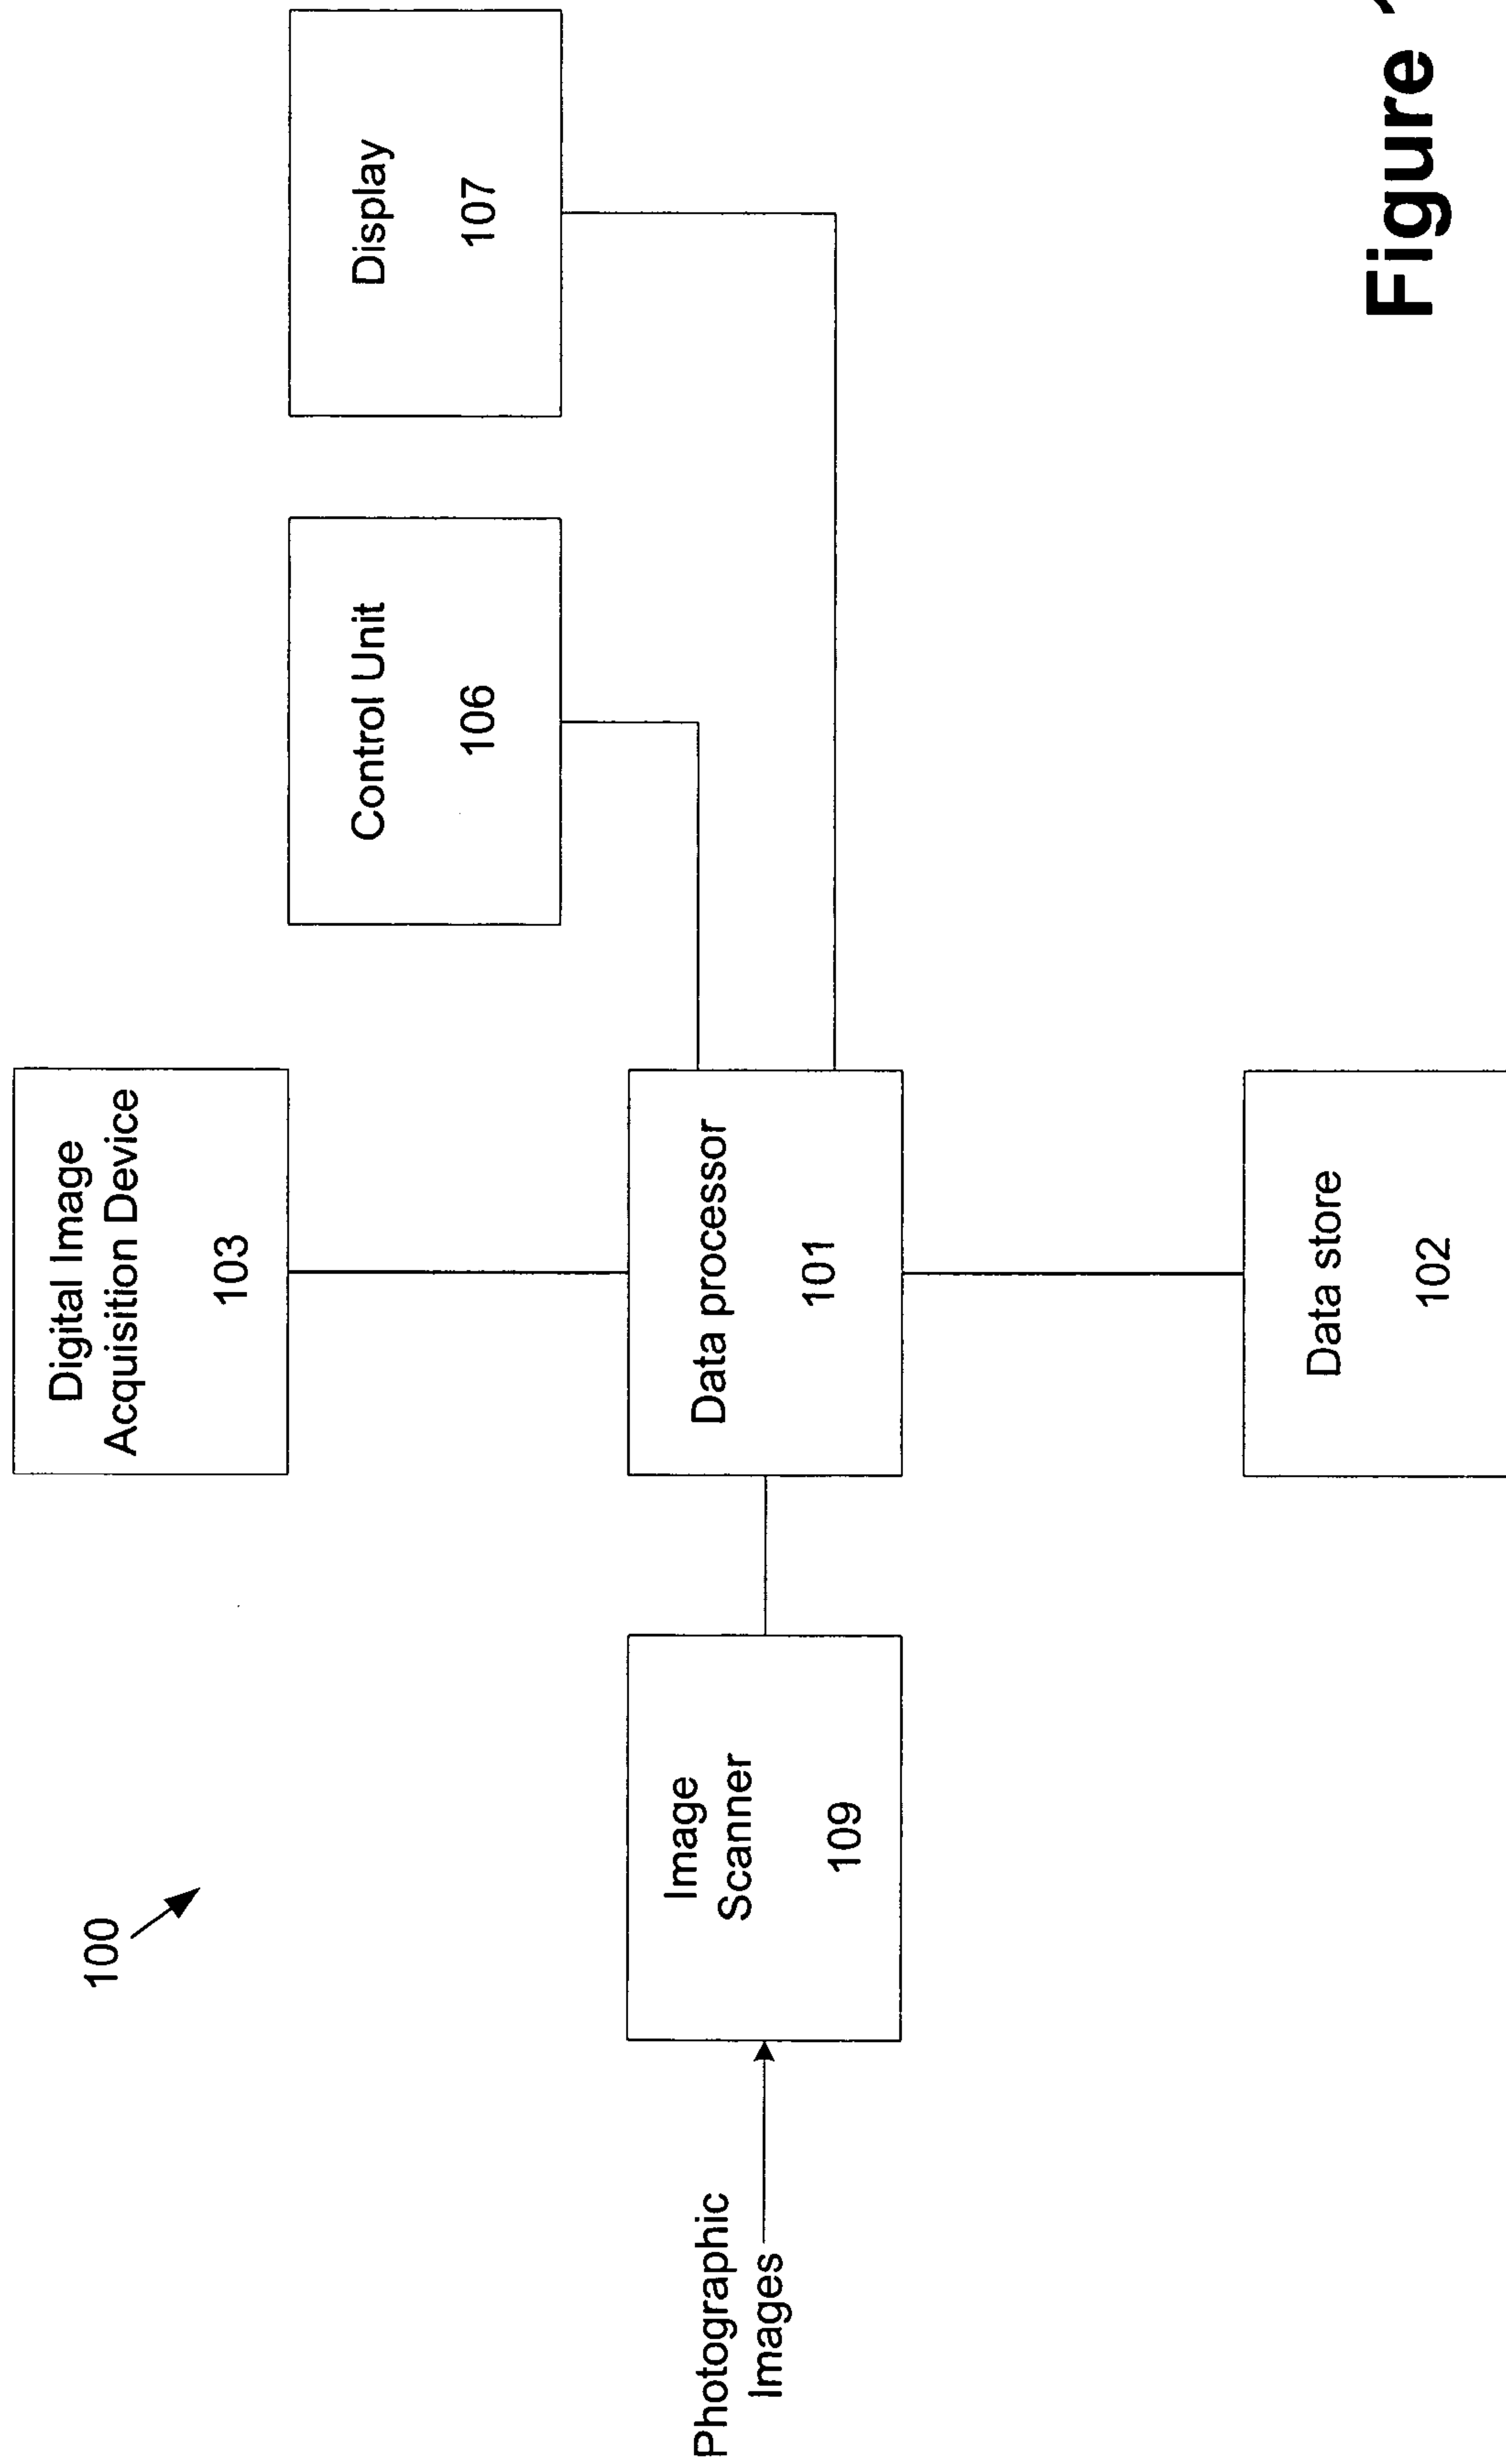 100
Digital Image
Acquisition Device
103
Control Unit
106
Display
107
Photographic
Images
Image
Scanner
109
Data processor
101
Data store
102
Figure